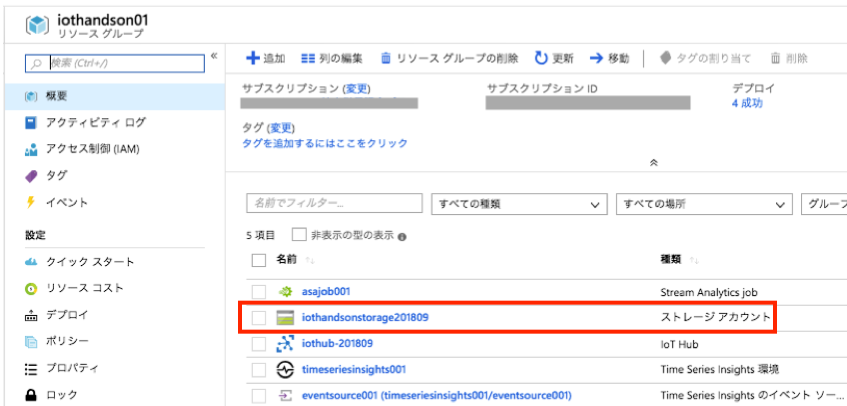 iothandson01
リソース グループ
検索 (Ctrl+/)
概要
アクティビティ ログ
アクセス制御 (IAM)
タグ
イベント
設定
クイック スタート
リソース コスト
デプロイ
ポリシー
プロパティ
ロック
追加 列の編集 リソース グループの削除 更新 移動 タグの割り当て 削除
サブスクリプション (変更) サブスクリプション ID デプロイ
4 成功
タグ (変更)
タグを追加するにはここをクリック
名前でフィルター... すべての種類 すべての場所 グループ
5 項目 非表示の型の表示
名前 種類
asajob001 Stream Analytics job
iothandsonstorage201809 ストレージ アカウント
iothub-201809 IoT Hub
timeseriesinsights001 Time Series Insights 環境
eventsource001 (timeseriesinsights001/eventsource001) Time Series Insights のイベント ソー...